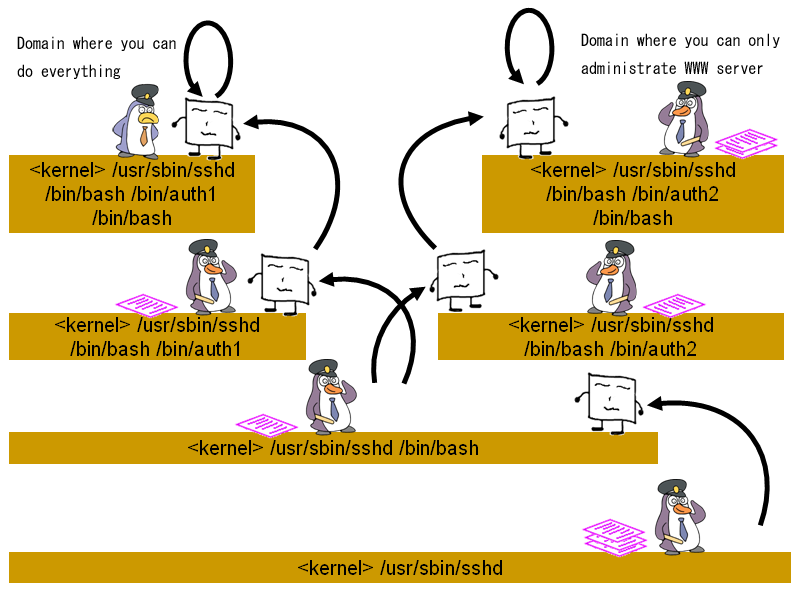 Domain where you can
do everything
Domain where you can only
administrate WWW server
<kernel> /usr/sbin/sshd
/bin/bash /bin/auth1
/bin/bash
<kernel> /usr/sbin/sshd
/bin/bash /bin/auth2
/bin/bash
<kernel> /usr/sbin/sshd
/bin/bash /bin/auth1
<kernel> /usr/sbin/sshd
/bin/bash /bin/auth2
<kernel> /usr/sbin/sshd /bin/bash
<kernel> /usr/sbin/sshd